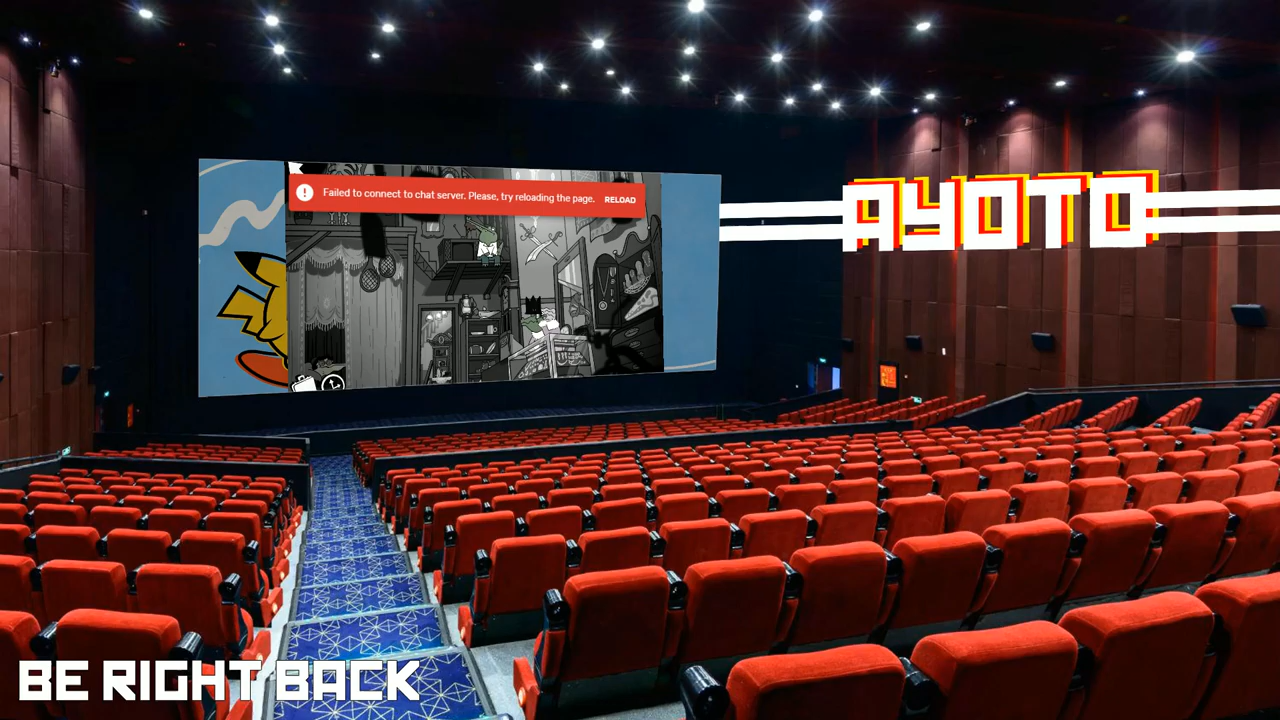 Failed to connect to chat server. Please, try reloading the page. RELOAD
AYOTO
BE RIGHT BACK